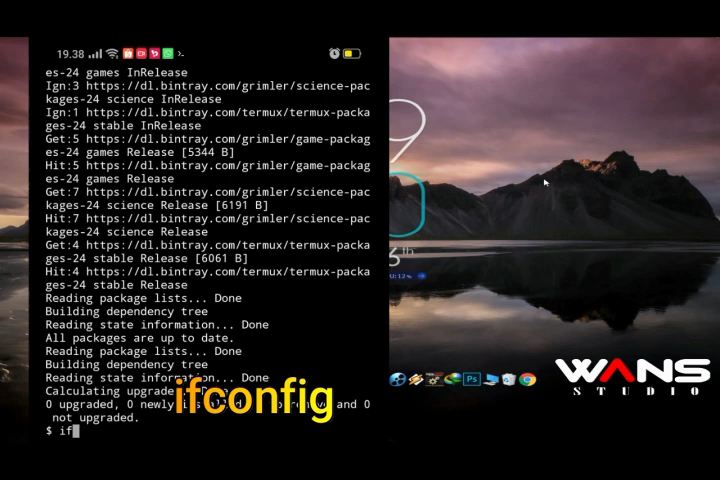 19.38
es-24 games InRelease
Ign:3 https://dl.bintray.com/grimler/science-pac
kages-24 science InRelease
Ign:1 https://dl.bintray.com/termux/termux-packa
ges-24 stable InRelease
Get:5 https://dl.bintray.com/grimler/game-packag
es-24 games Release [5344 B]
Hit:5 https://dl.bintray.com/grimler/game-packag
es-24 games Release
Get:7 https://dl.bintray.com/grimler/science-pac
kages-24 science Release [6191 B]
Hit:7 https://dl.bintray.com/grimler/science-pac
kages-24 science Release
Get:4 https://dl.bintray.com/termux/termux-packa
ges-24 stable Release [6061 B]
Hit:4 https://dl.bintray.com/termux/termux-packa
ges-24 stable Release
Reading package lists... Done
Building dependency tree
Reading state information... Done
All packages are up to date.
Reading package lists... Done
Building dependency tree
Reading state information... Done
Calculating
0 upgraded, 0 newly and 0
not upgraded.
$ if
ifconfig
9
th
12%
Ps
WANS
STUDIO